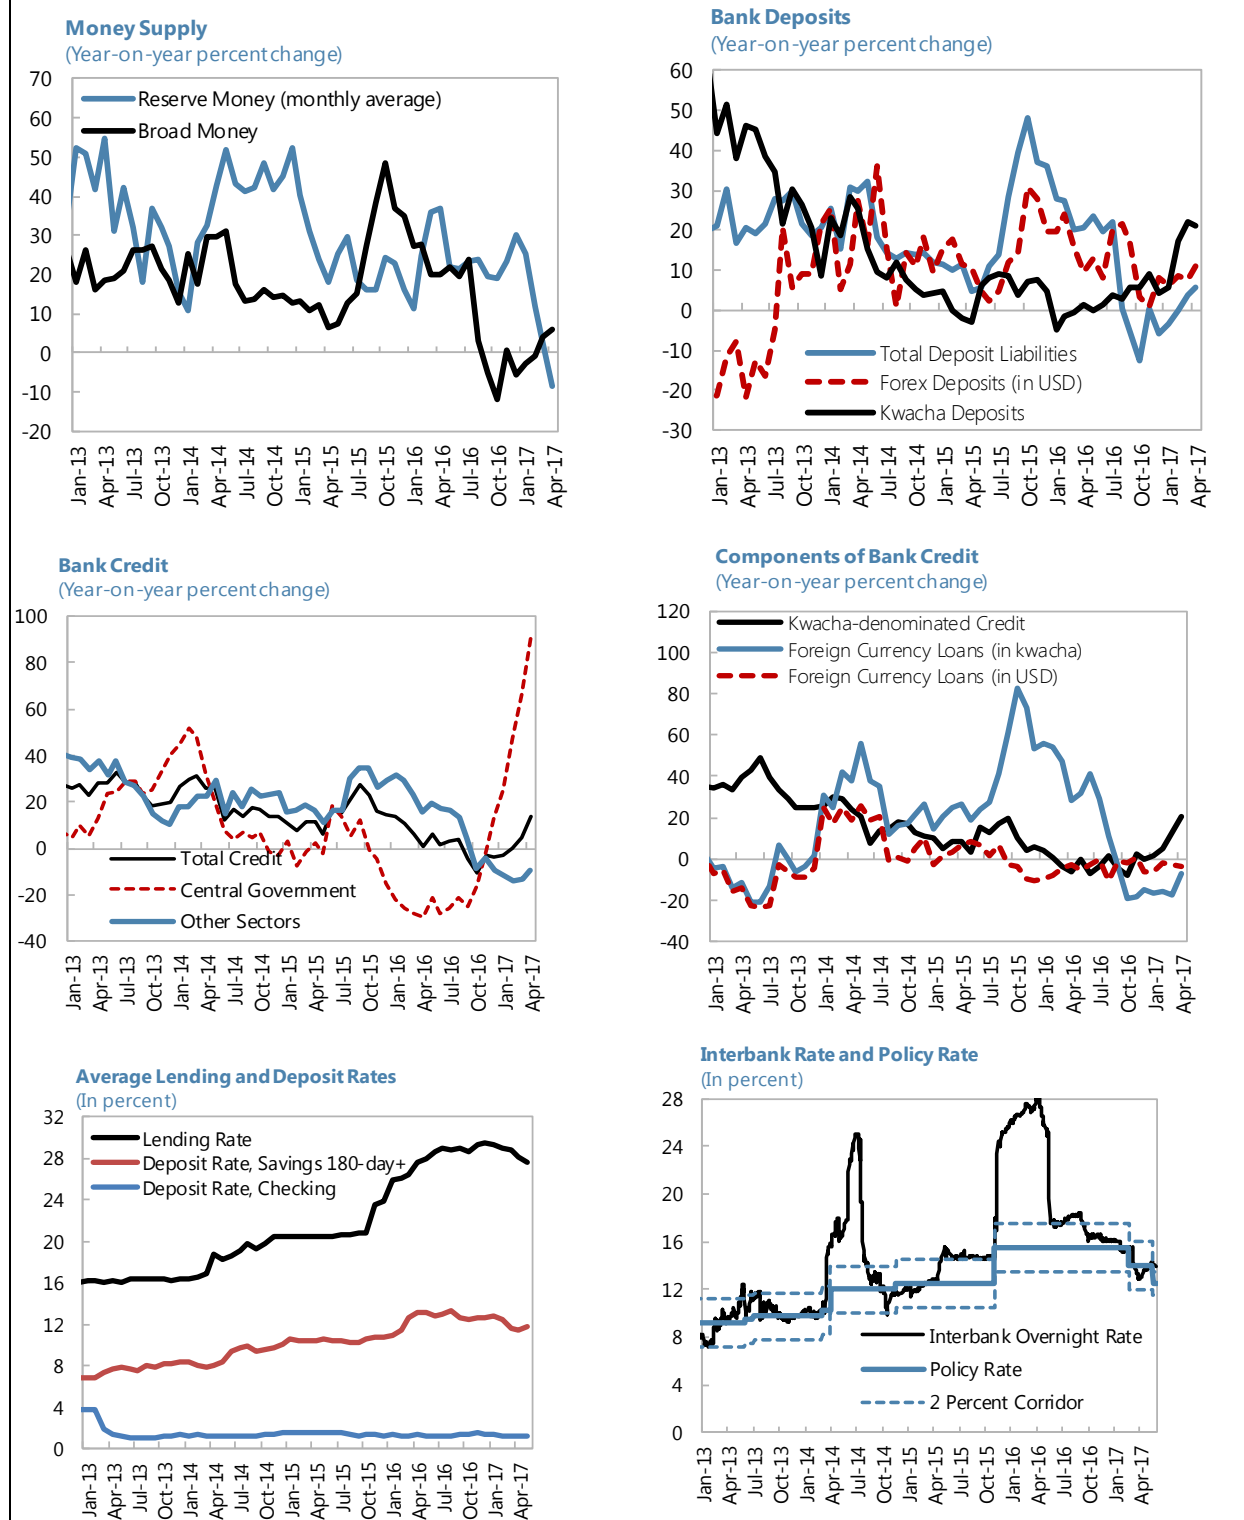 Money Supply
(Year-on-year percent change)
70
60
50
40
30
20
10
0
-10
-20
Reserve Money (monthly average)
Broad Money
Jan-13
Apr-13
Jul-13
Oct-13
Jan-14
Apr-14
Jul-14
Oct-14
Jan-15
Apr-15
Jul-15
Oct-15
Jan-16
Apr-16
Jul-16
Oct-16
Jan-17
Apr-17
Bank Deposits
(Year-on-year percent change)
60
50
40
30
20
10
0
-10
-20
-30
Total Deposit Liabilities
Forex Deposits (in USD)
Kwacha Deposits
Jan-13
Apr-13
Jul-13
Oct-13
Jan-14
Apr-14
Jul-14
Oct-14
Jan-15
Apr-15
Jul-15
Oct-15
Jan-16
Apr-16
Jul-16
Oct-16
Jan-17
Apr-17
Bank Credit
(Year-on-year percent change)
100
80
60
40
20
0
-20
-40
Total Credit
Central Government
Other Sectors
Jan-13
Apr-13
Jul-13
Oct-13
Jan-14
Apr-14
Jul-14
Oct-14
Jan-15
Apr-15
Jul-15
Oct-15
Jan-16
Apr-16
Jul-16
Oct-16
Jan-17
Apr-17
Components of Bank Credit
(Year-on-year percent change)
120
100
80
60
40
20
0
-20
-40
Kwacha-denominated Credit
Foreign Currency Loans (in kwacha)
Foreign Currency Loans (in USD)
Jan-13
Apr-13
Jul-13
Oct-13
Jan-14
Apr-14
Jul-14
Oct-14
Jan-15
Apr-15
Jul-15
Oct-15
Jan-16
Apr-16
Jul-16
Oct-16
Jan-17
Apr-17
Average Lending and Deposit Rates
(In percent)
32
28
24
20
16
12
8
4
0
Lending Rate
Deposit Rate, Savings 180-day+
Deposit Rate, Checking
Jan-13
Apr-13
Jul-13
Oct-13
Jan-14
Apr-14
Jul-14
Oct-14
Jan-15
Apr-15
Jul-15
Oct-15
Jan-16
Apr-16
Jul-16
Oct-16
Jan-17
Apr-17
Interbank Rate and Policy Rate
(In percent)
28
24
20
16
12
8
4
0
Interbank Overnight Rate
Policy Rate
2 Percent Corridor
Jan-13
Apr-13
Jul-13
Oct-13
Jan-14
Apr-14
Jul-14
Oct-14
Jan-15
Apr-15
Jul-15
Oct-15
Jan-16
Apr-16
Jul-16
Oct-16
Jan-17
Apr-17